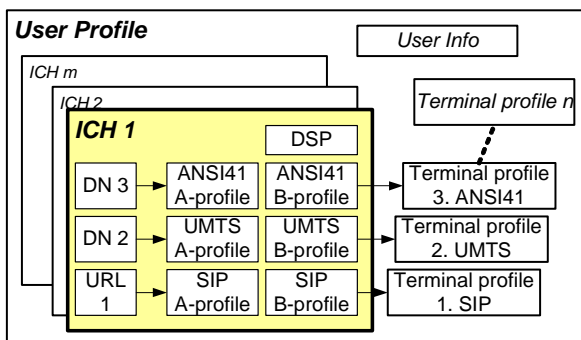 User Profile
User Info
ICH m
ICH 2
Terminal profile n
ICH 1
DSP
DN 3
ANSI41
A-profile
ANSI41
B-profile
Terminal profile
3. ANSI41
DN 2
UMTS
A-profile
UMTS
B-profile
Terminal profile
2. UMTS
URL
1
SIP
A-profile
SIP
B-profile
Terminal profile
1. SIP